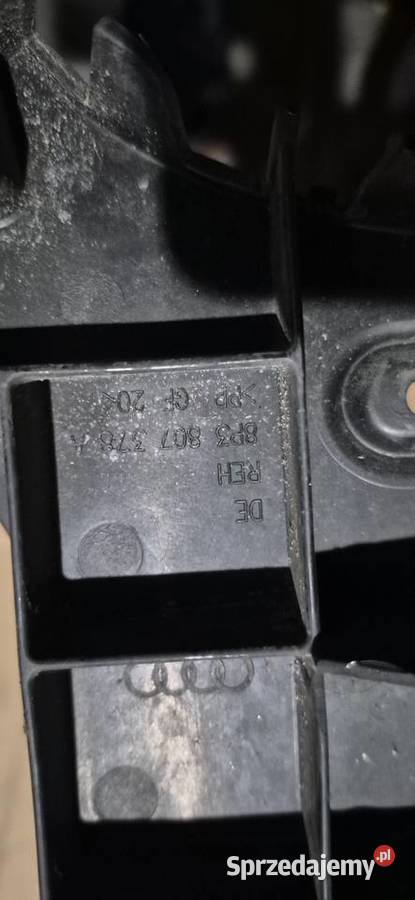 DE
REH
8P3 807 378 A
>PP GF 20<
Sprzedajemy.pl